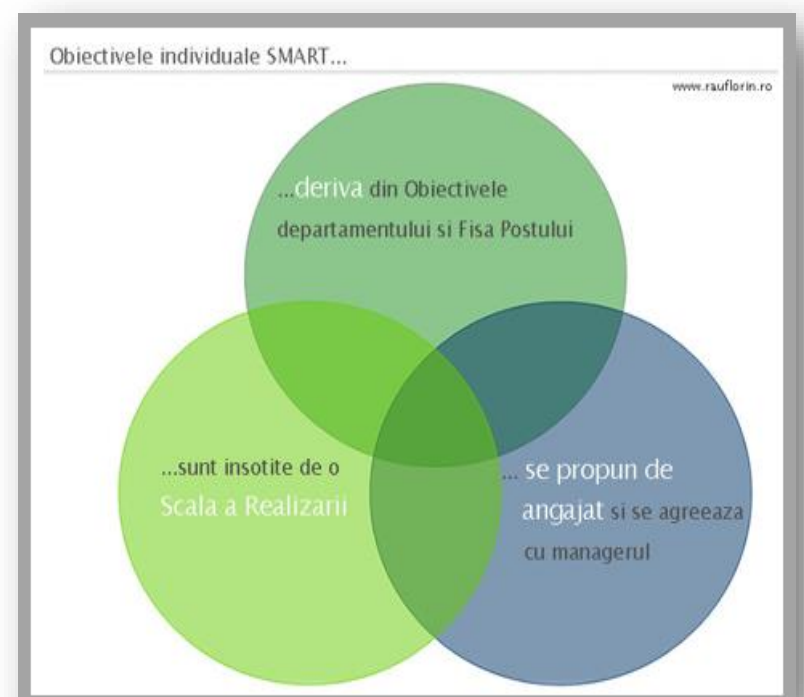 Obiectivele individuale SMART...
www.rauflorin.ro
...deriva din Obiectivele
departamentului si Fisa Postului
...sunt insotite de o
Scala a Realizarii
... se propun de
angajat si se agreeaza
cu managerul